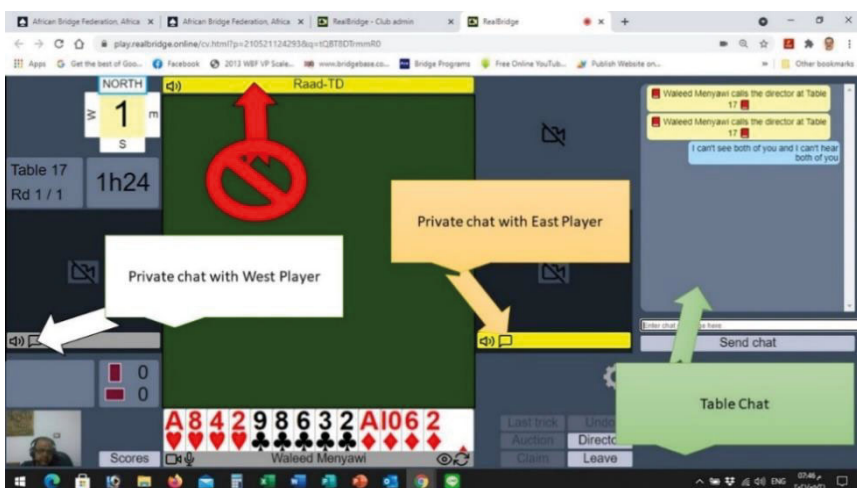 African Bridge Federation, Africa
African Bridge Federation, Africa
RealBridge - Club admin
RealBridge
play.realbridge.online/cv.html?p=210521124293&q=tQBT8DTrmmR0
Apps
Get the best of Goo...
Facebook
2013 WBF VP Scale...
www.bridgebase.co...
Bridge Programs
Free Online YouTub...
Publish Website on...
Other bookmarks
NORTH
W 1 m
S
Table 17
Rd 1 / 1
1h24
Raad-TD
Waleed Menyawi calls the director at Table
17
Waleed Menyawi calls the director at Table
17
I can't see both of you and I can't hear
both of you
Private chat with East Player
Private chat with West Player
Send chat
Table Chat
0
0
A 8 4 2 9 8 6 3 2 A 10 6 2
Waleed Menyawi
Scores
Last trick
Undo
Auction
Directo
Claim
Leave
ENG